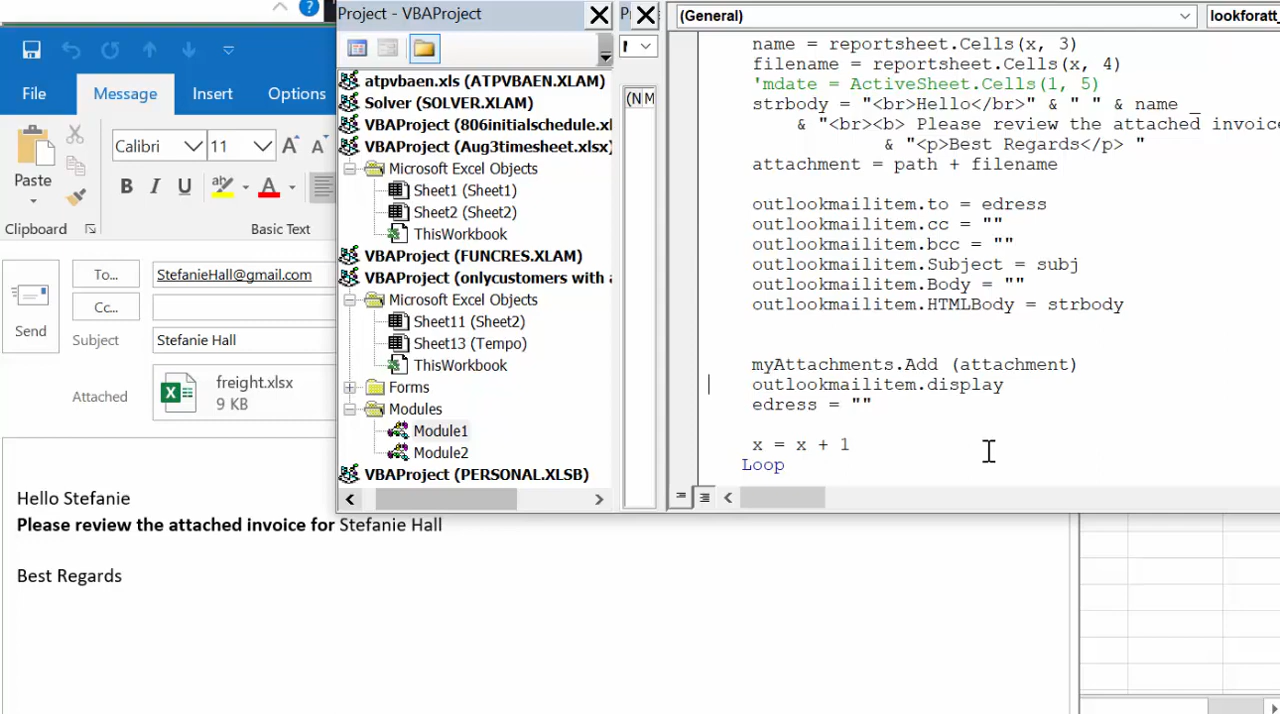 File Message Insert Options
Calibri 11
Paste
B I U A
Clipboard Basic Text
To... StefanieHall@gmail.com
Cc...
Send
Subject Stefanie Hall
Attached freight.xlsx
9 KB
Hello Stefanie
Please review the attached invoice for Stefanie Hall
Best Regards
Project - VBAProject
atpvbaen.xls (ATPVBAEN.XLAM)
Solver (SOLVER.XLAM)
VBAProject (806initialschedule.xl
VBAProject (Aug3timesheet.xlsx)
Microsoft Excel Objects
Sheet1 (Sheet1)
Sheet2 (Sheet2)
ThisWorkbook
VBAProject (FUNCRES.XLAM)
VBAProject (onlycustomers with a
Microsoft Excel Objects
Sheet11 (Sheet2)
Sheet13 (Tempo)
ThisWorkbook
Forms
Modules
Module1
Module2
VBAProject (PERSONAL.XLSB)
(General) lookforatt
name = reportsheet.Cells(x, 3)
filename = reportsheet.Cells(x, 4)
'mdate = ActiveSheet.Cells(1, 5)
strbody = "<br>Hello</br>" & " " & name _
& "<br><b> Please review the attached invoice
& "<p>Best Regards</p> "
attachment = path + filename
outlookmailitem.to = edress
outlookmailitem.cc = ""
outlookmailitem.bcc = ""
outlookmailitem.Subject = subj
outlookmailitem.Body = ""
outlookmailitem.HTMLBody = strbody
myAttachments.Add (attachment)
outlookmailitem.display
edress = ""
x = x + 1
Loop